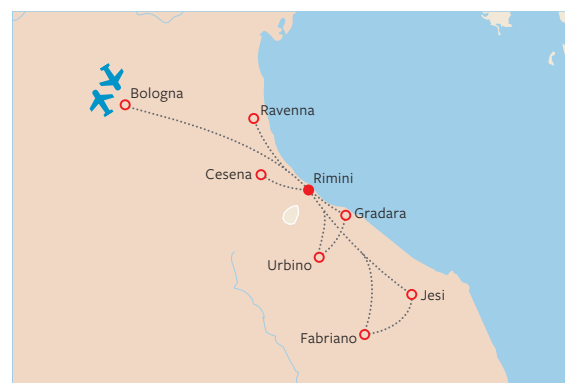 Bologna
Ravenna
Cesena
Rimini
Gradara
Urbino
Jesi
Fabriano